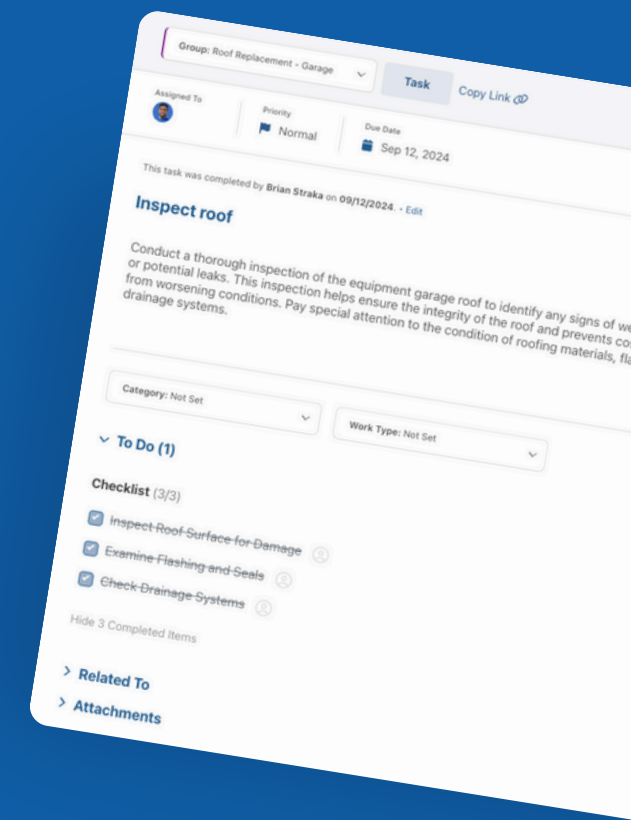 Group: Roof Replacement - Garage
Task
Copy Link
Assigned To
Priority
Normal
Due Date
Sep 12, 2024
This task was completed by Brian Straka on 09/12/2024. - Edit
Inspect roof
Conduct a thorough inspection of the equipment garage roof to identify any signs of we
or potential leaks. This inspection helps ensure the integrity of the roof and prevents co
from worsening conditions. Pay special attention to the condition of roofing materials, fla
drainage systems.
Category: Not Set
Work Type: Not Set
To Do (1)
Checklist (3/3)
Inspect Roof Surface for Damage
Examine Flashing and Seals
Check Drainage Systems
Hide 3 Completed Items
Related To
Attachments